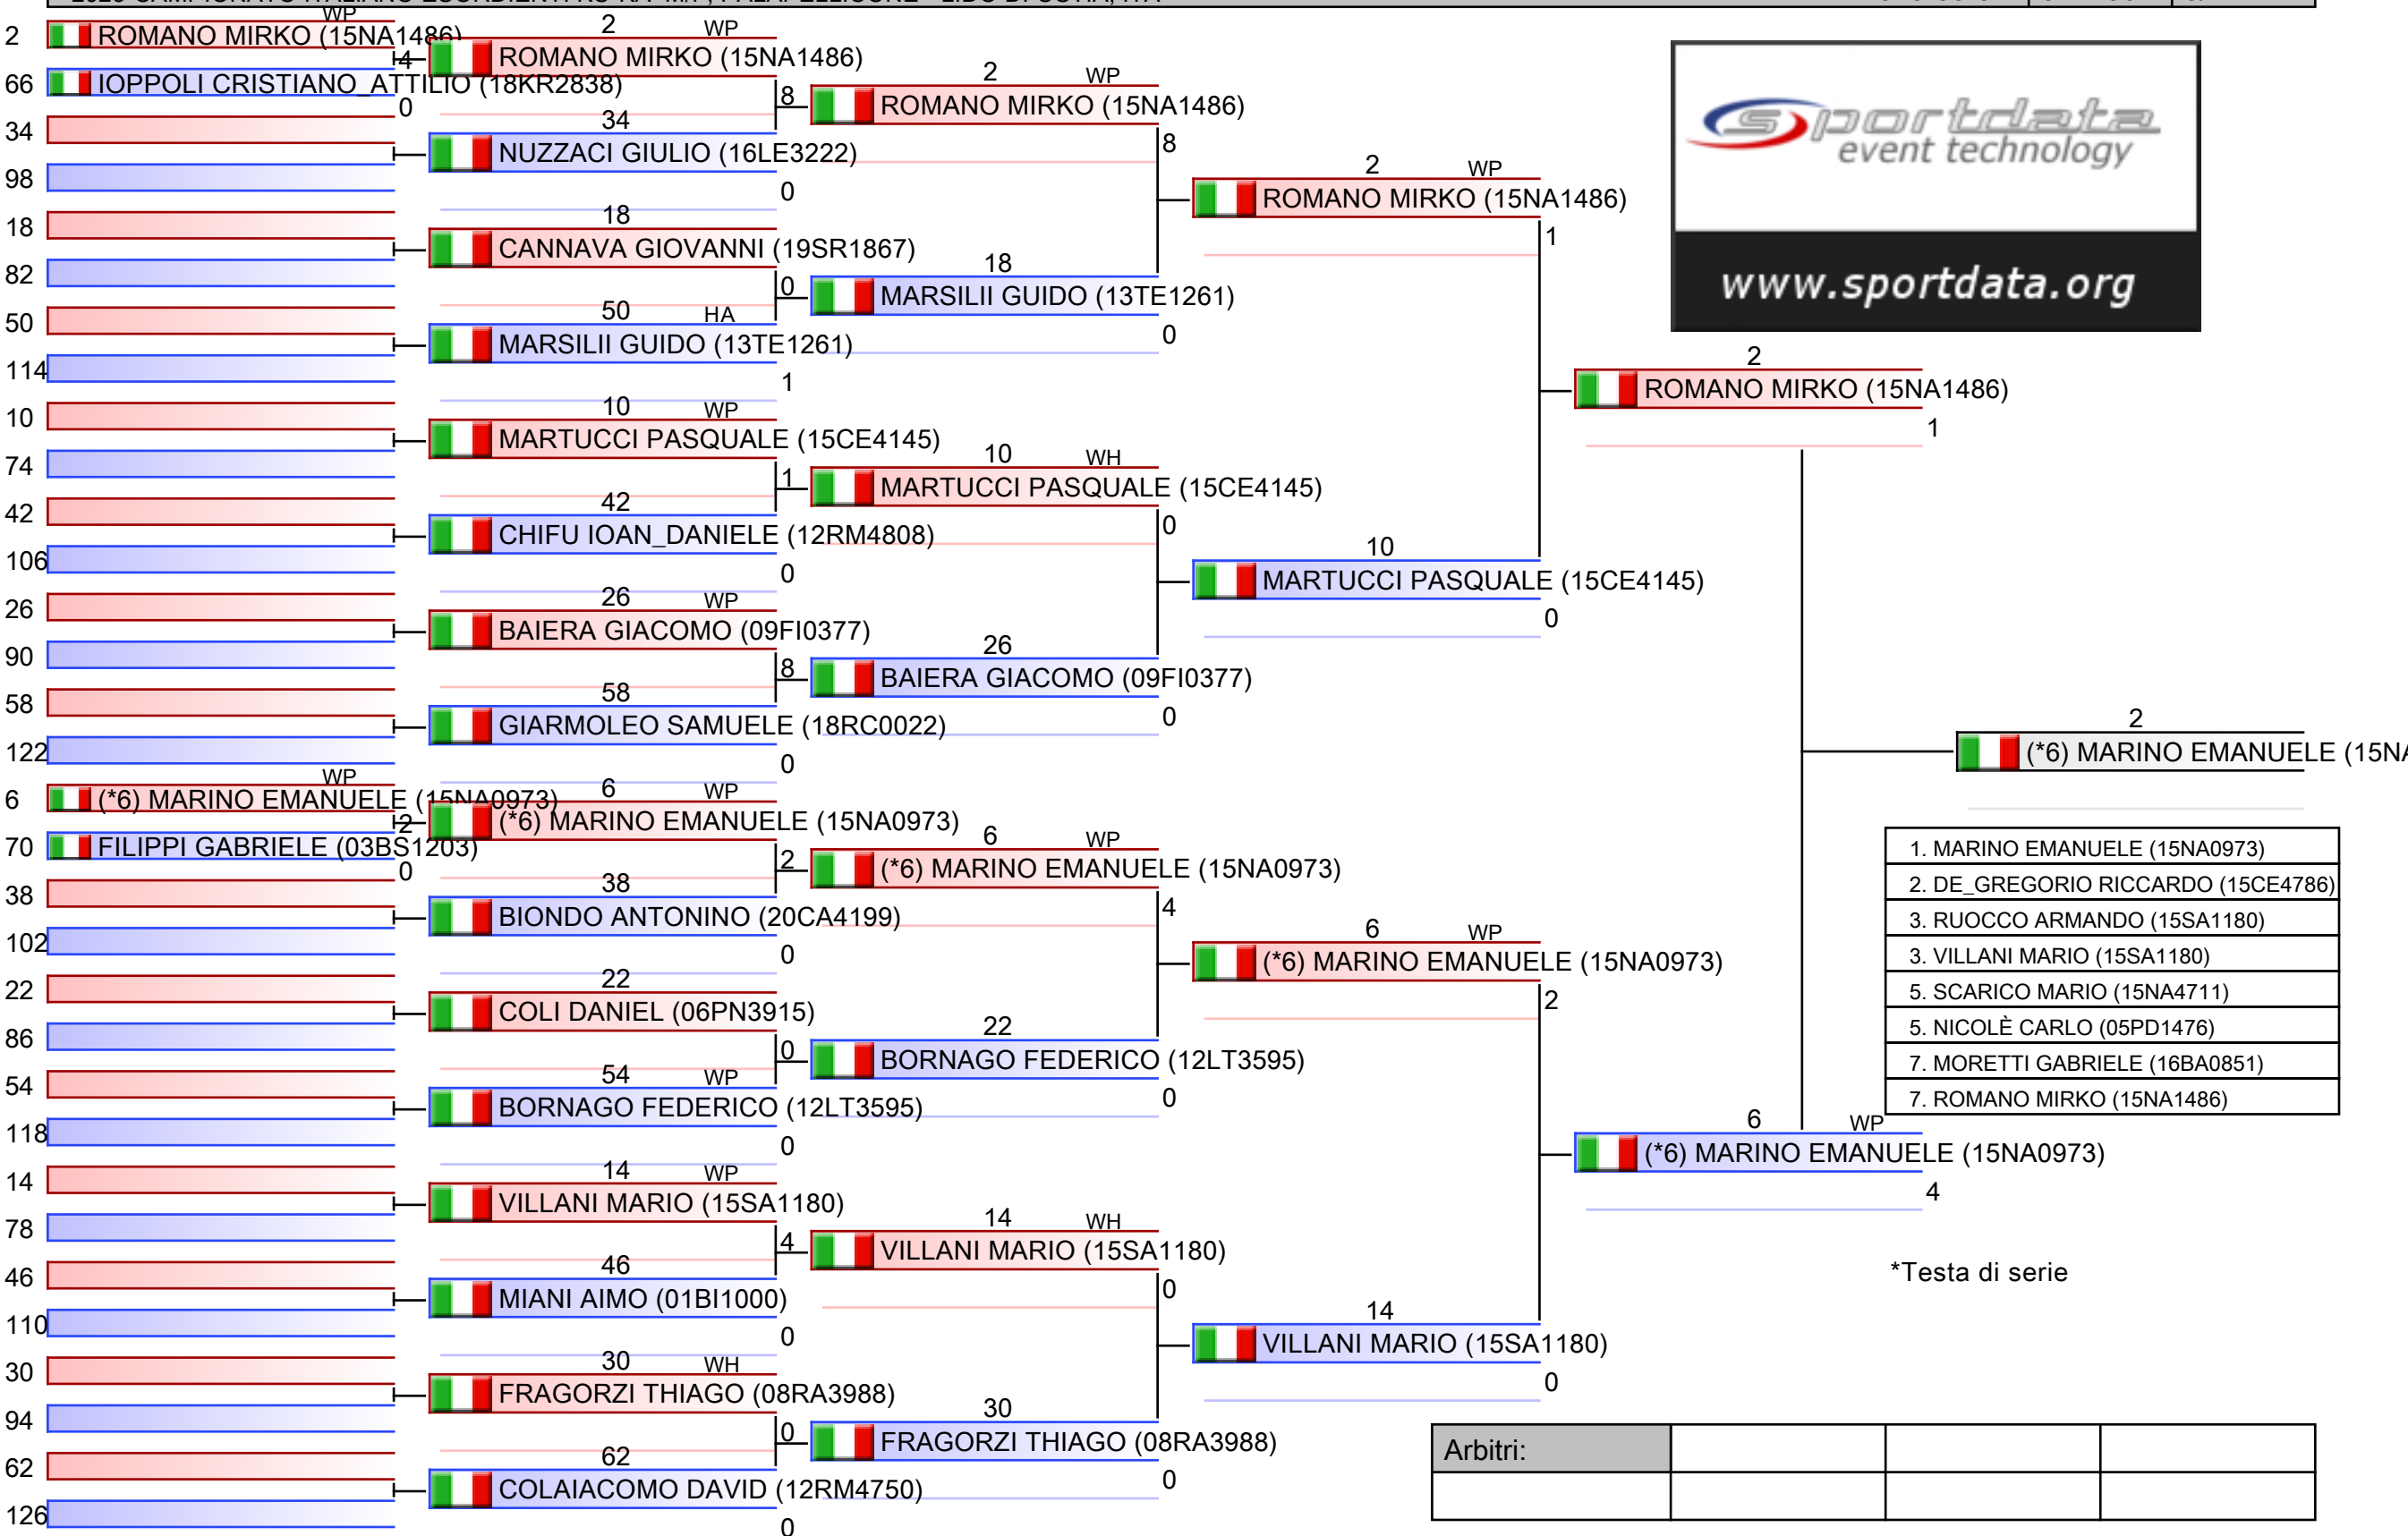 WP
2 ROMANO MIRKO (15NA1486)
4
66 IOPPOLI CRISTIANO_ATTILIO (18KR2838)
0
34
98
18
82
50
114
10
74
42
106
26
90
58
122
WP
6 (*6) MARINO EMANUELE (15NA0973)
2
70 FILIPPI GABRIELE (03BS1203)
0
38
102
22
86
54
118
14
78
46
110
30
94
62
126
2 WP
ROMANO MIRKO (15NA1486)
8
34
NUZZACI GIULIO (16LE3222)
0
18
CANNAVA GIOVANNI (19SR1867)
0
50 HA
MARSILII GUIDO (13TE1261)
1
10 WP
MARTUCCI PASQUALE (15CE4145)
1
42
CHIFU IOAN_DANIELE (12RM4808)
0
26 WP
BAIERA GIACOMO (09FI0377)
8
58
GIARMOLEO SAMUELE (18RC0022)
0
6 WP
(*6) MARINO EMANUELE (15NA0973)
2
38
BIONDO ANTONINO (20CA4199)
0
22
COLI DANIEL (06PN3915)
0
54 WP
BORNAGO FEDERICO (12LT3595)
0
14 WP
VILLANI MARIO (15SA1180)
4
46
MIANI AIMO (01BI1000)
0
30 WH
FRAGORZI THIAGO (08RA3988)
0
62
COLAIACOMO DAVID (12RM4750)
0
2 WP
ROMANO MIRKO (15NA1486)
8
18
MARSILII GUIDO (13TE1261)
0
10 WH
MARTUCCI PASQUALE (15CE4145)
0
26
BAIERA GIACOMO (09FI0377)
0
6 WP
(*6) MARINO EMANUELE (15NA0973)
4
22
BORNAGO FEDERICO (12LT3595)
0
14 WH
VILLANI MARIO (15SA1180)
0
30
FRAGORZI THIAGO (08RA3988)
0
2 WP
ROMANO MIRKO (15NA1486)
1
10
MARTUCCI PASQUALE (15CE4145)
0
6 WP
(*6) MARINO EMANUELE (15NA0973)
2
14
VILLANI MARIO (15SA1180)
0
sportdata
event technology
www.sportdata.org
2
ROMANO MIRKO (15NA1486)
1
6 WP
(*6) MARINO EMANUELE (15NA0973)
4
2
(*6) MARINO EMANUELE (15NA
1. MARINO EMANUELE (15NA0973)
2. DE_GREGORIO RICCARDO (15CE4786)
3. RUOCCO ARMANDO (15SA1180)
3. VILLANI MARIO (15SA1180)
5. SCARICO MARIO (15NA4711)
5. NICOLÈ CARLO (05PD1476)
7. MORETTI GABRIELE (16BA0851)
7. ROMANO MIRKO (15NA1486)
*Testa di serie
Arbitri: